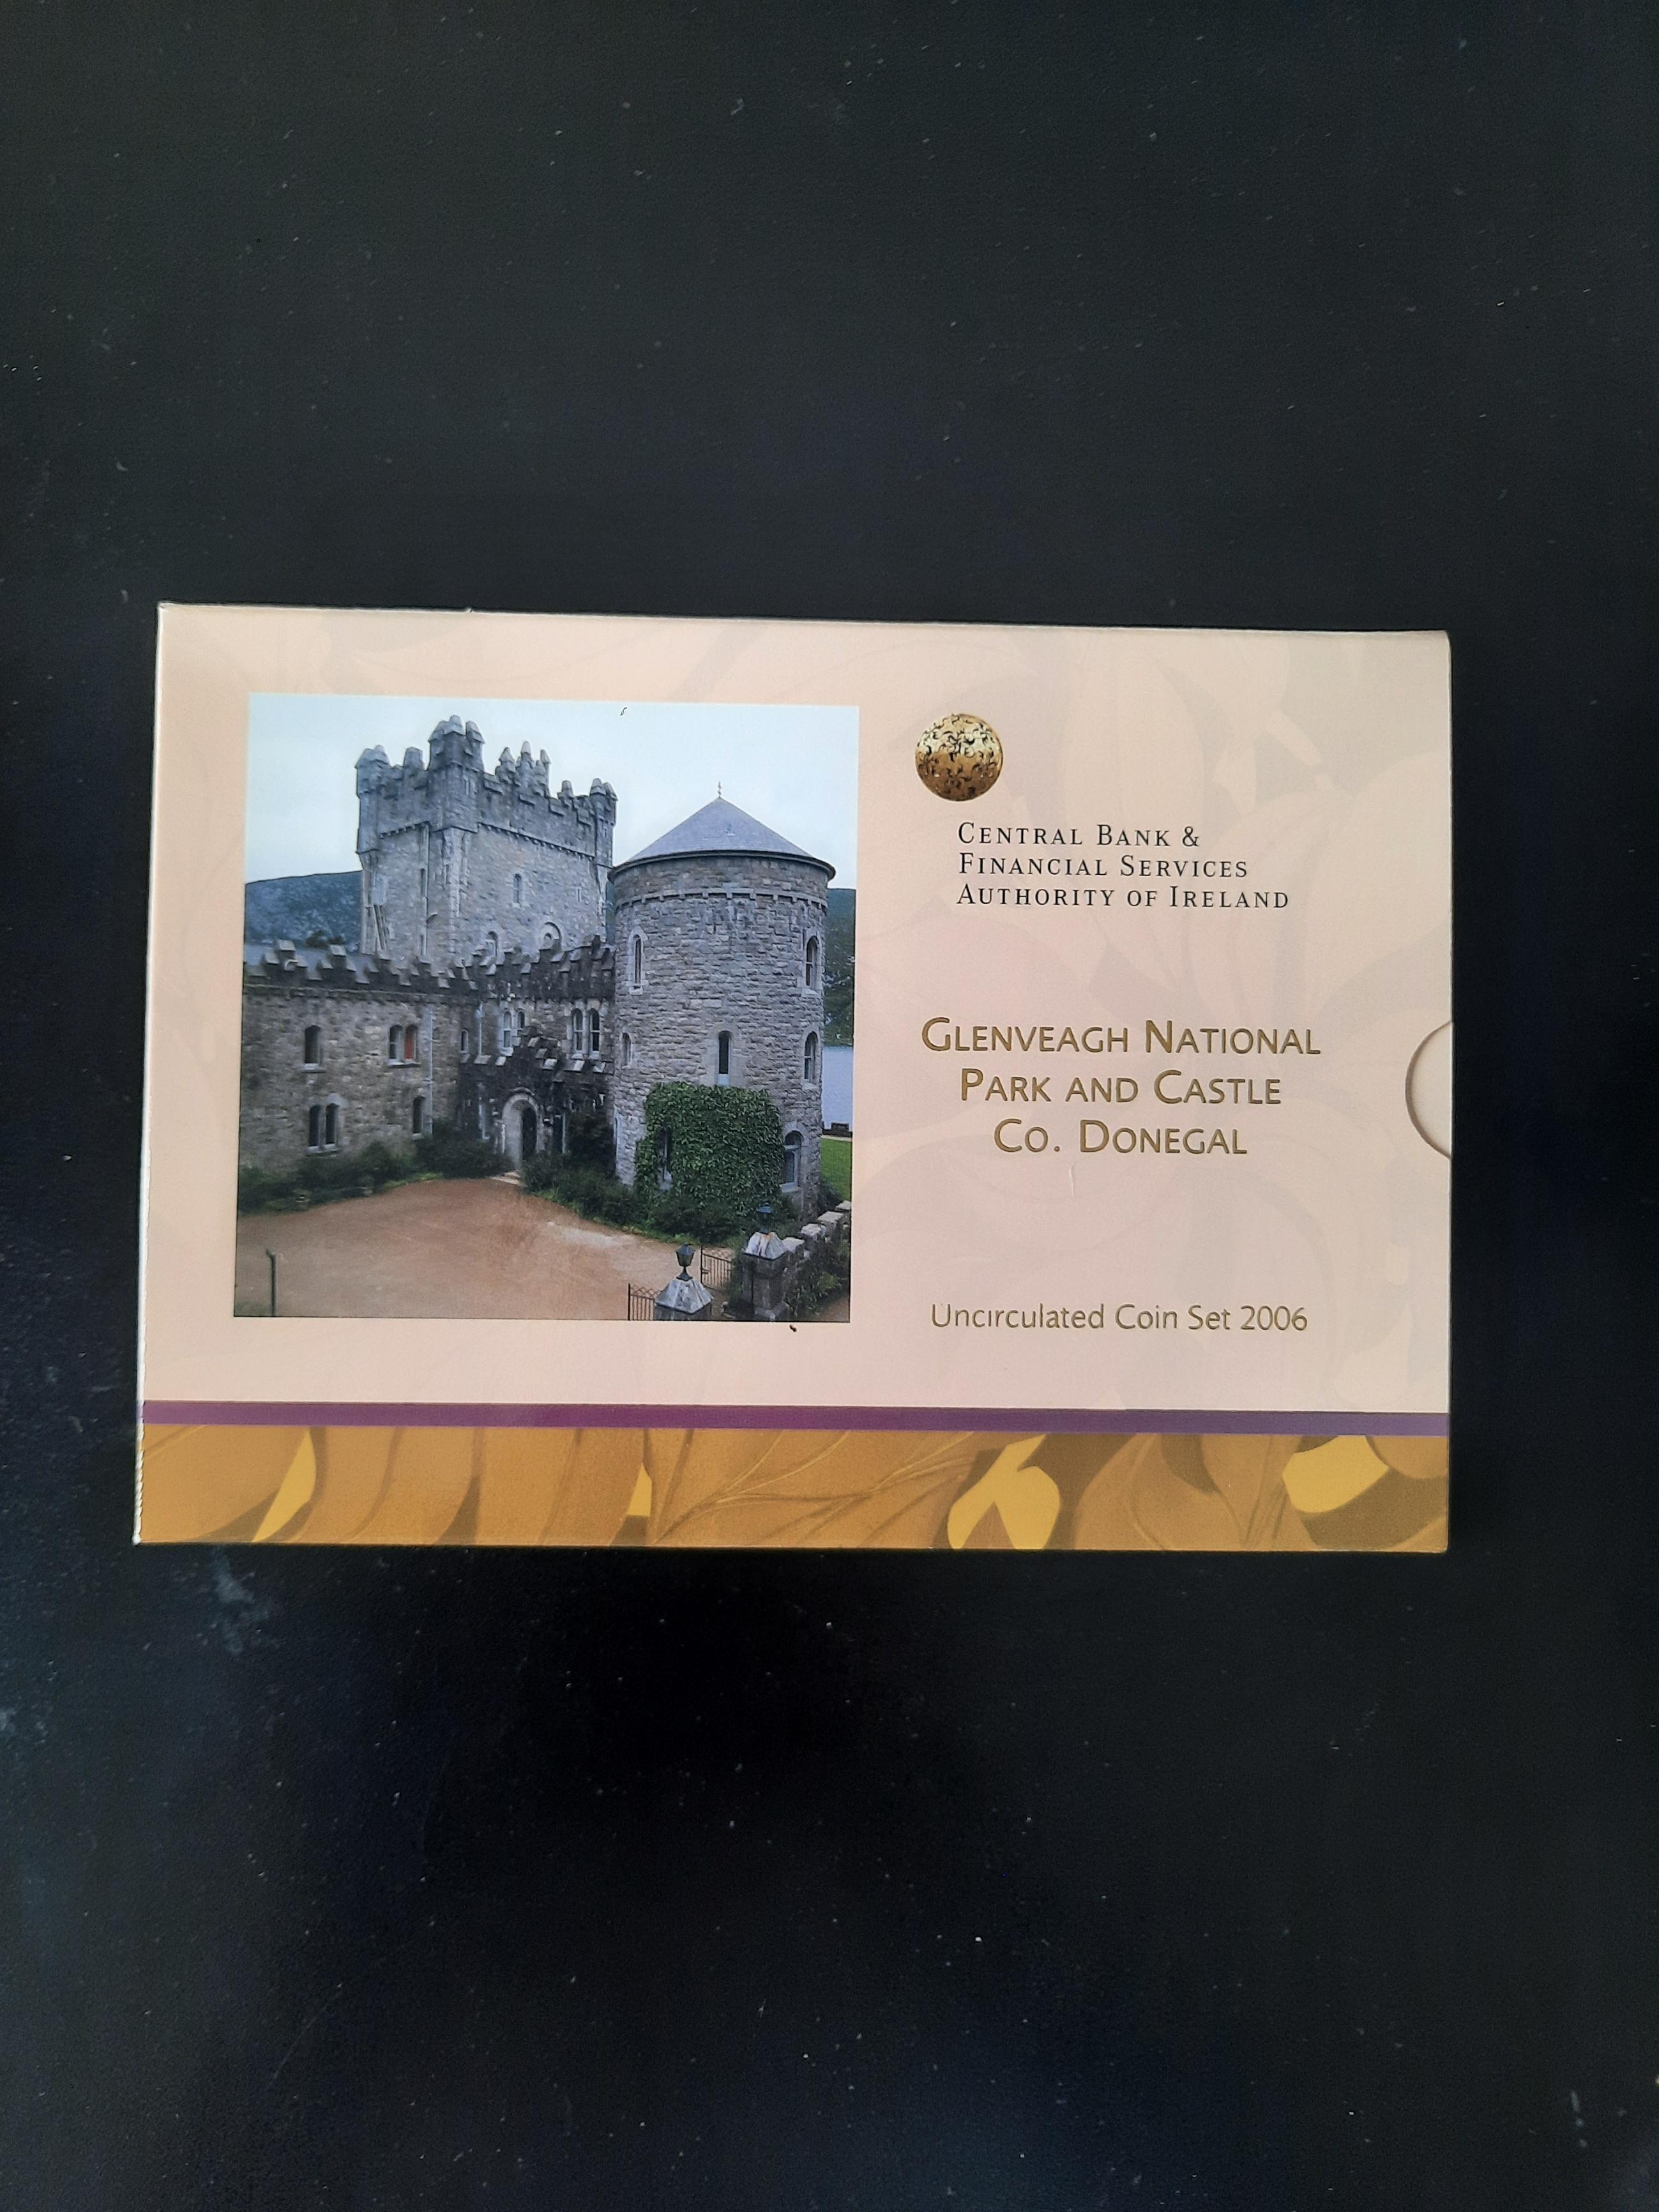 Central Bank &
Financial Services
Authority of Ireland
Glenveagh National
Park and Castle
Co. Donegal
Uncirculated Coin Set 2006